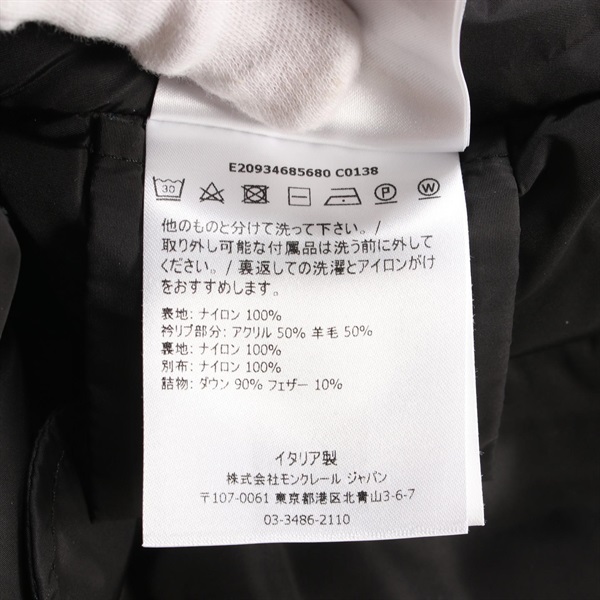 E20934685680 C0138
30 P W
他のものと分けて洗って下さい。/
取り外し可能な付属品は洗う前に外して
ください。/ 裏返しての洗濯とアイロンがけ
をおすすめします。
表地: ナイロン 100%
衿リブ部分: アクリル 50% 羊毛 50%
裏地: ナイロン 100%
別布: ナイロン 100%
詰物: ダウン 90% フェザー 10%
イタリア製
株式会社モンクレール ジャパン
〒107-0061 東京都港区北青山3-6-7
03-3486-2110